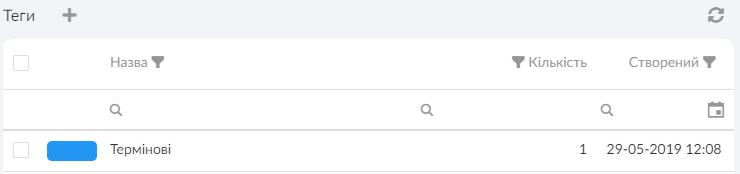 Теги
Назва Кількість Створений
Термінові 1 29-05-2019 12:08